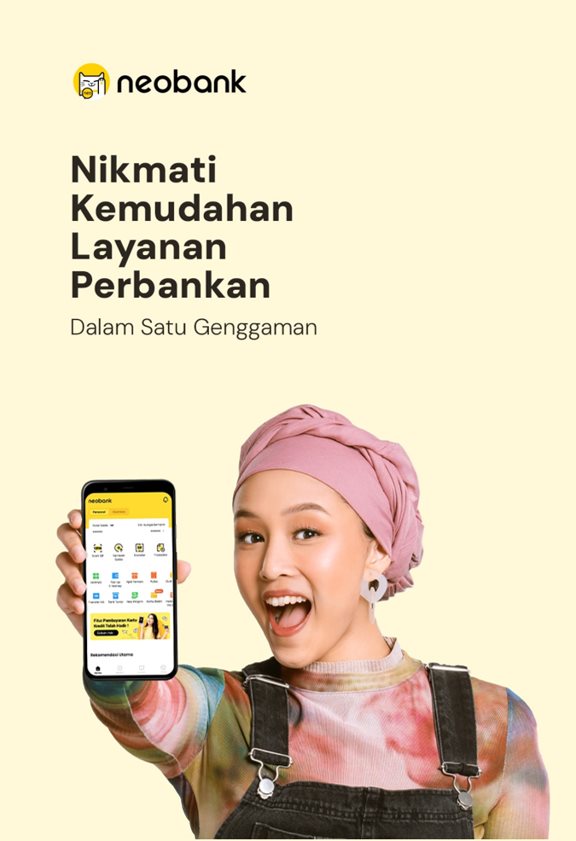 neobank
Nikmati
Kemudahan
Layanan
Perbankan
Dalam Satu Genggaman
neobank
Personal
Fitur Pembayaran Kartu
Kredit Telah Hadir !
Rekomendasi Utama